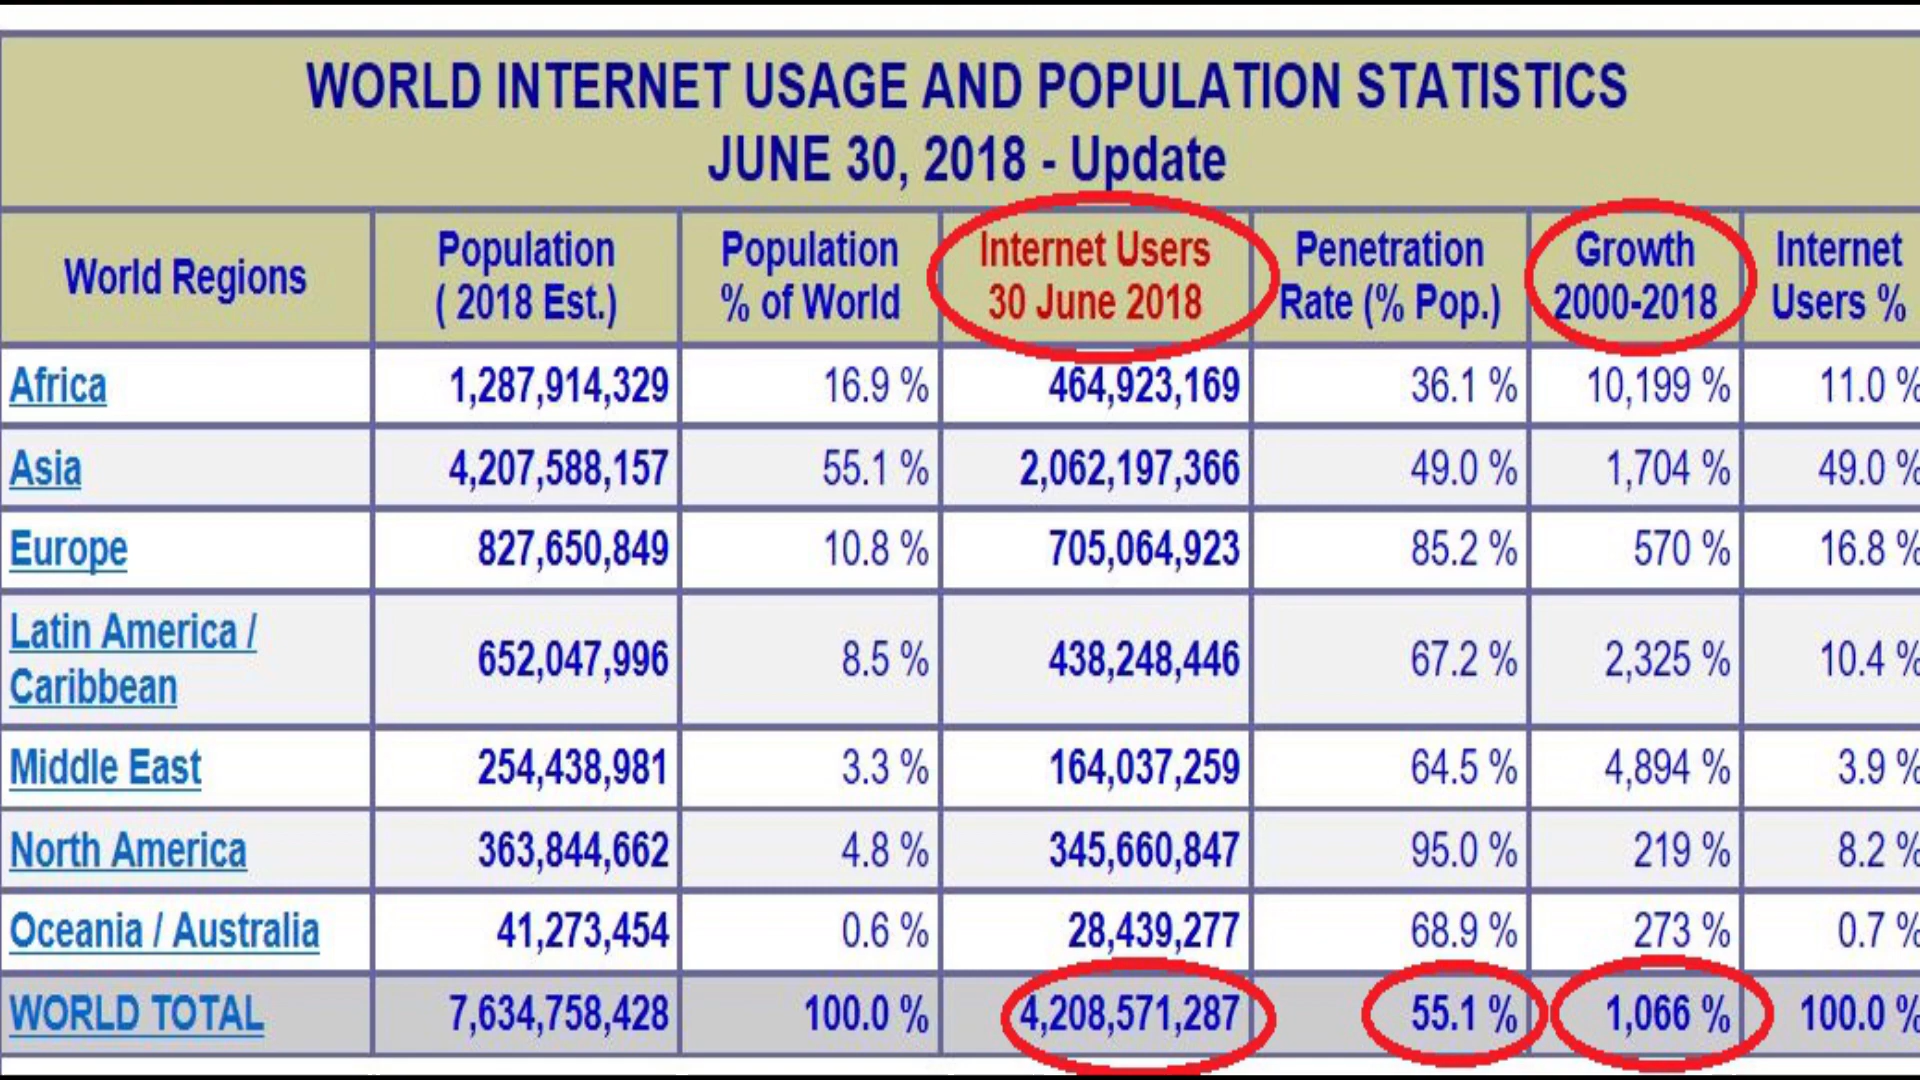 WORLD INTERNET USAGE AND POPULATION STATISTICS
JUNE 30, 2018 - Update
World Regions Population ( 2018 Est.) Population % of World Internet Users 30 June 2018 Penetration Rate (% Pop.) Growth 2000-2018 Internet Users %
Africa 1,287,914,329 16.9 % 464,923,169 36.1 % 10,199 % 11.0 %
Asia 4,207,588,157 55.1 % 2,062,197,366 49.0 % 1,704 % 49.0 %
Europe 827,650,849 10.8 % 705,064,923 85.2 % 570 % 16.8 %
Latin America / Caribbean 652,047,996 8.5 % 438,248,446 67.2 % 2,325 % 10.4 %
Middle East 254,438,981 3.3 % 164,037,259 64.5 % 4,894 % 3.9 %
North America 363,844,662 4.8 % 345,660,847 95.0 % 219 % 8.2 %
Oceania / Australia 41,273,454 0.6 % 28,439,277 68.9 % 273 % 0.7 %
WORLD TOTAL 7,634,758,428 100.0 % 4,208,571,287 55.1 % 1,066 % 100.0 %